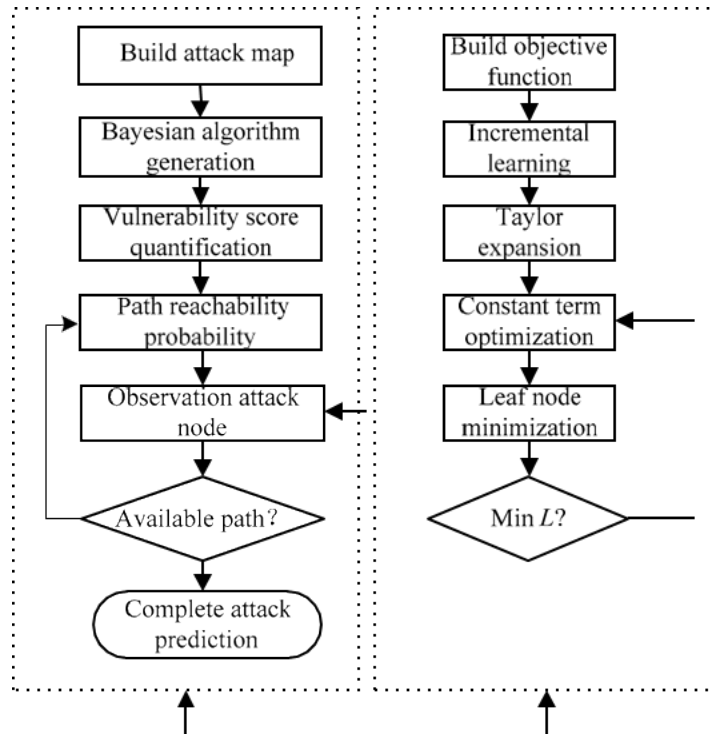 Build attack map
Bayesian algorithm
generation
Vulnerability score
quantification
Path reachability
probability
Observation attack
node
Available path?
Complete attack
prediction
Build objective
function
Incremental
learning
Taylor
expansion
Constant term
optimization
Leaf node
minimization
Min L?